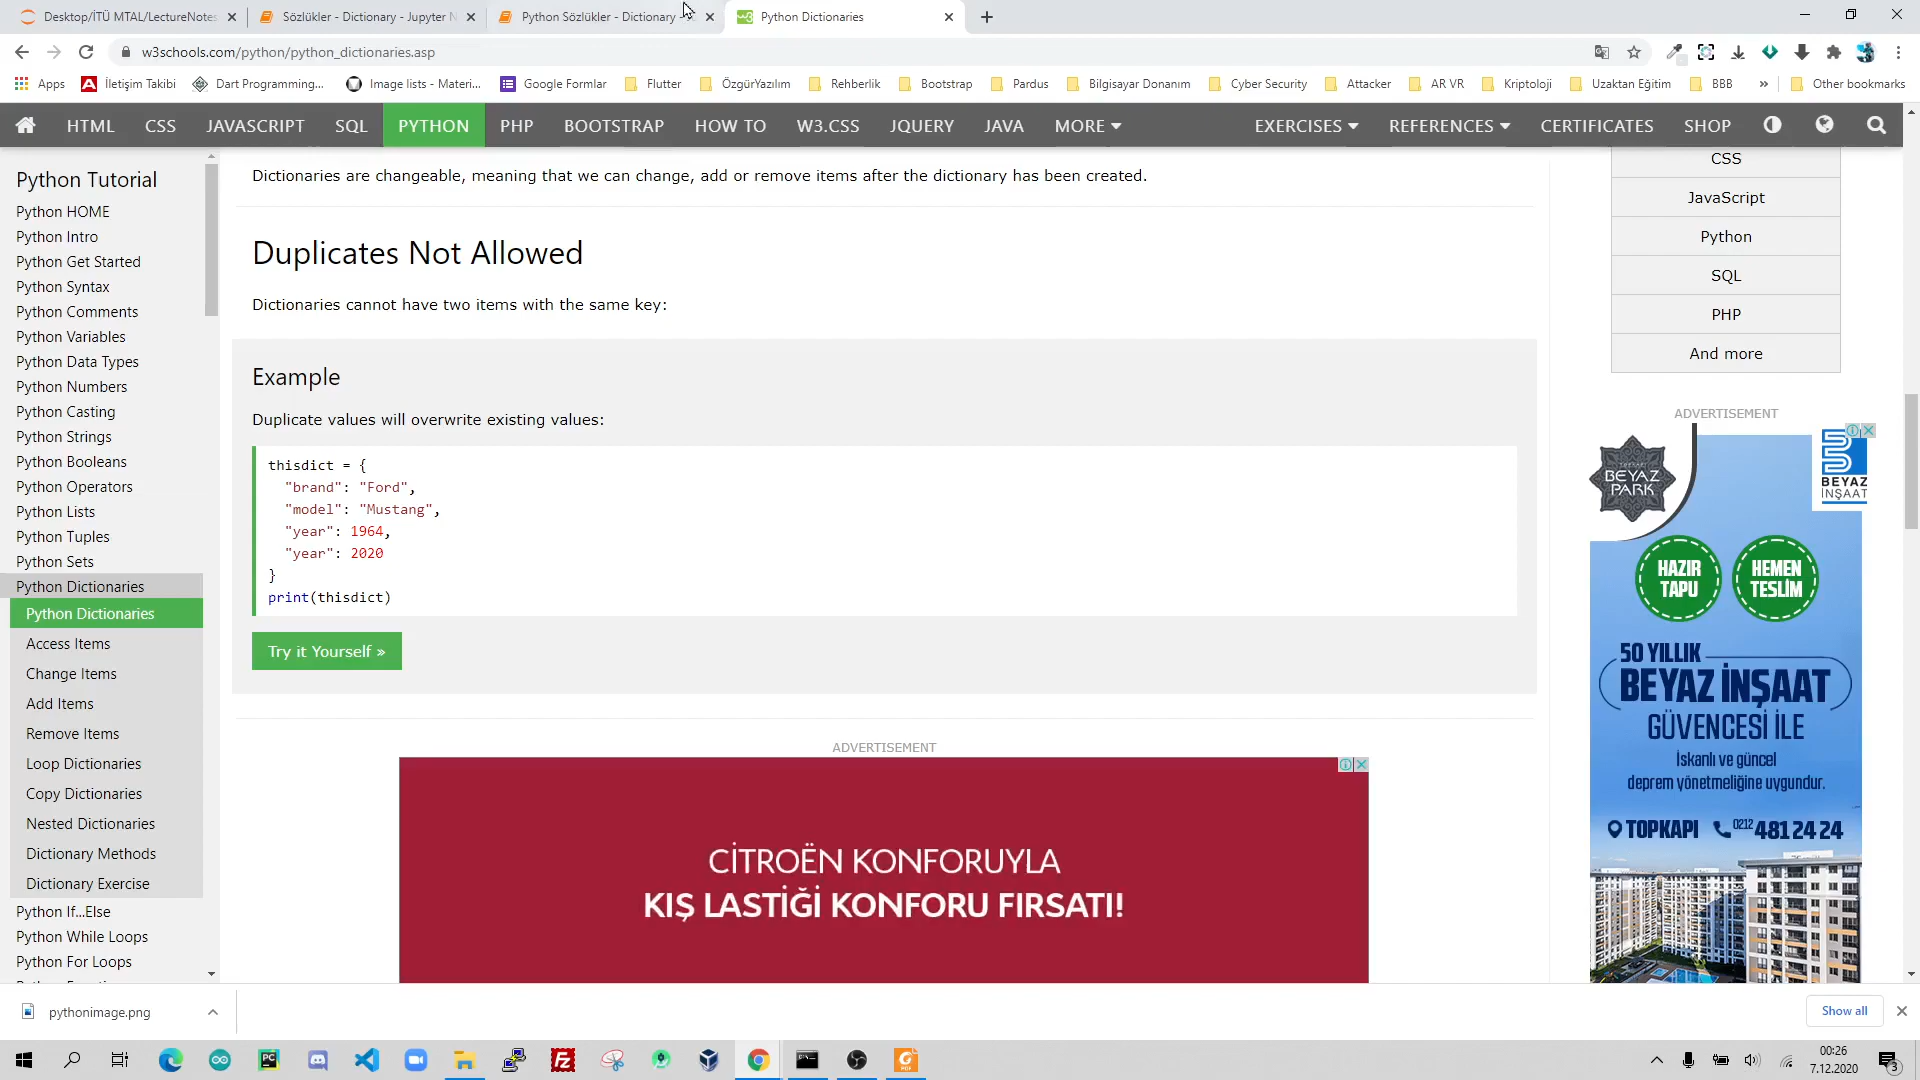 Desktop/İTÜ MTAL/LectureNotes
Sözlükler - Dictionary - Jupyter N
Python Sözlükler - Dictionary -
Python Dictionaries
w3schools.com/python/python_dictionaries.asp
Apps
İletişim Takibi
Dart Programming...
Image lists - Materi...
Google Formlar
Flutter
ÖzgürYazılım
Rehberlik
Bootstrap
Pardus
Bilgisayar Donanım
Cyber Security
Attacker
AR VR
Kriptoloji
Uzaktan Eğitim
BBB
»
Other bookmarks
HTML
CSS
JAVASCRIPT
SQL
PYTHON
PHP
BOOTSTRAP
HOW TO
W3.CSS
JQUERY
JAVA
MORE
EXERCISES
REFERENCES
CERTIFICATES
SHOP
Python Tutorial
Python HOME
Python Intro
Python Get Started
Python Syntax
Python Comments
Python Variables
Python Data Types
Python Numbers
Python Casting
Python Strings
Python Booleans
Python Operators
Python Lists
Python Tuples
Python Sets
Python Dictionaries
Python Dictionaries
Access Items
Change Items
Add Items
Remove Items
Loop Dictionaries
Copy Dictionaries
Nested Dictionaries
Dictionary Methods
Dictionary Exercise
Python If...Else
Python While Loops
Python For Loops
Dictionaries are changeable, meaning that we can change, add or remove items after the dictionary has been created.
Duplicates Not Allowed
Dictionaries cannot have two items with the same key:
Example
Duplicate values will overwrite existing values:
thisdict = {
"brand": "Ford",
"model": "Mustang",
"year": 1964,
"year": 2020
}
print(thisdict)
Try it Yourself »
ADVERTISEMENT
CİTROËN KONFORUYLA
KIŞ LASTİĞİ KONFORU FIRSATI!
CSS
JavaScript
Python
SQL
PHP
And more
ADVERTISEMENT
BEYAZ
PARK
BEYAZ
İNŞAAT
HAZIR
TAPU
HEMEN
TESLİM
50 YILLIK
BEYAZ İNŞAAT
GÜVENCESİ İLE
İskanlı ve güncel
deprem yönetmeliğine uygundur.
TOPKAPI
0212 481 24 24
pythonimage.png
Show all
00:26
7.12.2020
3